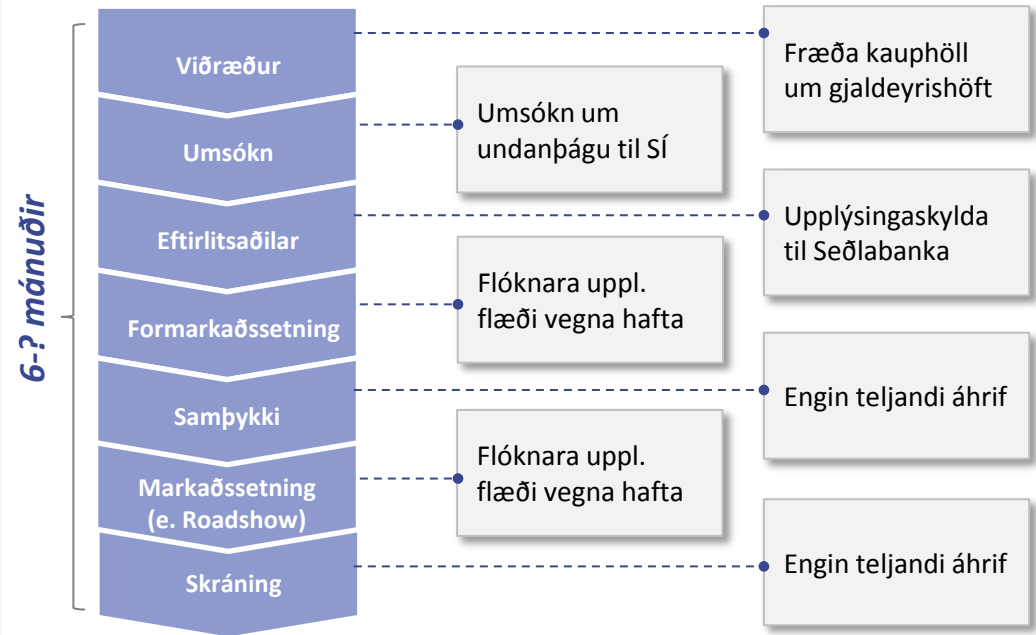 6-? mánuðir
Viðræður
Fræða kauphöll
um gjaldeyrishöft
Umsókn
Umsókn um
undanþágu til SÍ
Eftirlitsaðilar
Upplýsingaskylda
til Seðlabanka
Formarkaðssetning
Flóknara uppl.
flæði vegna hafta
Samþykki
Engin teljandi áhrif
Markaðssetning
(e. Roadshow)
Flóknara uppl.
flæði vegna hafta
Skráning
Engin teljandi áhrif